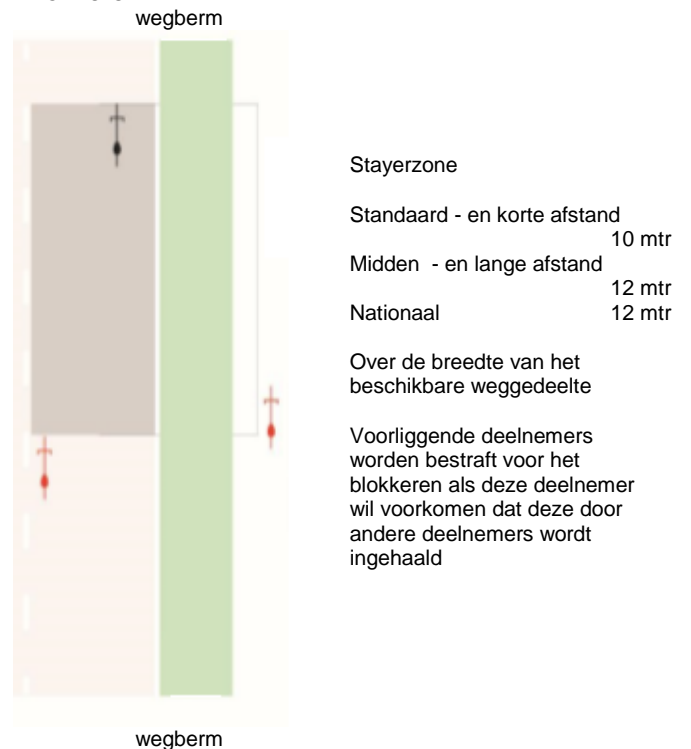 wegberm
Stayerzone
Standaard - en korte afstand
10 mtr
Midden - en lange afstand
12 mtr
Nationaal 12 mtr
Over de breedte van het
beschikbare weggedeelte
Voorliggende deelnemers
worden bestraft voor het
blokkeren als deze deelnemer
wil voorkomen dat deze door
andere deelnemers wordt
ingehaald
wegberm